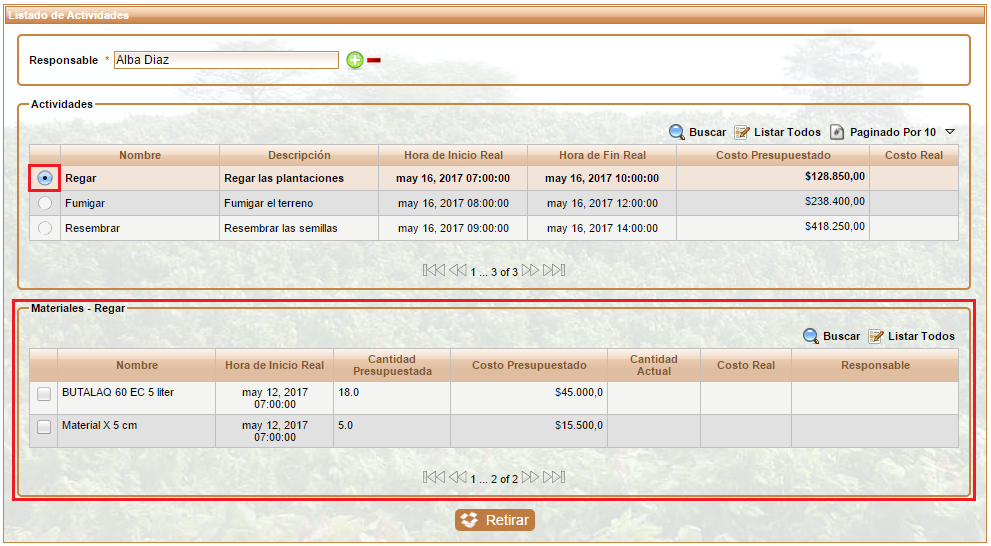 Listado de Actividades
Responsable * Alba Diaz
Actividades
Buscar Listar Todos Paginado Por 10
Nombre Descripción Hora de Inicio Real Hora de Fin Real Costo Presupuestado Costo Real
Regar Regar las plantaciones may 16, 2017 07:00:00 may 16, 2017 10:00:00 $128.850,00
Fumigar Fumigar el terreno may 16, 2017 08:00:00 may 16, 2017 12:00:00 $238.400,00
Resembrar Resembrar las semillas may 16, 2017 09:00:00 may 16, 2017 14:00:00 $418.250,00
1 ... 3 of 3
Materiales - Regar
Buscar Listar Todos
Nombre Hora de Inicio Real Cantidad Presupuestada Costo Presupuestado Cantidad Actual Costo Real Responsable
BUTALAQ 60 EC 5 liter may 12, 2017 07:00:00 18.0 $45.000,0
Material X 5 cm may 12, 2017 07:00:00 5.0 $15.500,0
1 ... 2 of 2
Retirar